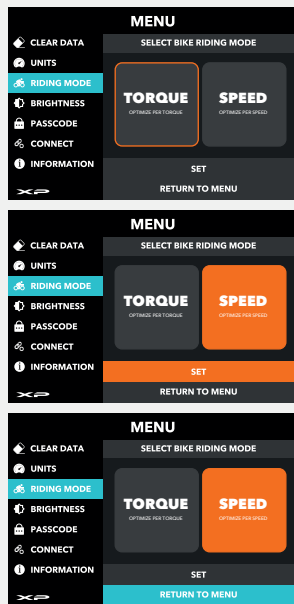 MENU
CLEAR DATA
UNITS
RIDING MODE
BRIGHTNESS
PASSCODE
CONNECT
INFORMATION
XP
SELECT BIKE RIDING MODE
TORQUE
OPTIMIZE PER TORQUE
SPEED
OPTIMIZE PER SPEED
SET
RETURN TO MENU
MENU
CLEAR DATA
UNITS
RIDING MODE
BRIGHTNESS
PASSCODE
CONNECT
INFORMATION
XP
SELECT BIKE RIDING MODE
TORQUE
OPTIMIZE PER TORQUE
SPEED
OPTIMIZE PER SPEED
SET
RETURN TO MENU
MENU
CLEAR DATA
UNITS
RIDING MODE
BRIGHTNESS
PASSCODE
CONNECT
INFORMATION
XP
SELECT BIKE RIDING MODE
TORQUE
OPTIMIZE PER TORQUE
SPEED
OPTIMIZE PER SPEED
SET
RETURN TO MENU